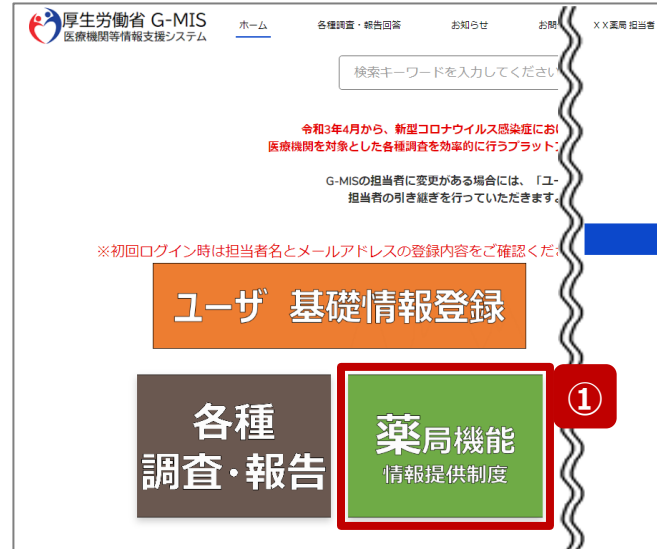 厚生労働省 G-MIS
医療機関等情報支援システム
ホーム
各種調査・報告回答
お知らせ
お問
XX薬局 担当者
検索キーワードを入力してください
令和3年4月から、新型コロナウイルス感染症にお
医療機関を対象とした各種調査を効率的に行うプラット
G-MISの担当者に変更がある場合には、「ユー
担当者の引き継ぎを行っていただきます。
※初回ログイン時は担当者名とメールアドレスの登録内容をご確認くだ
ユーザ 基礎情報登録
各種
調査・報告
薬局機能
情報提供制度
①